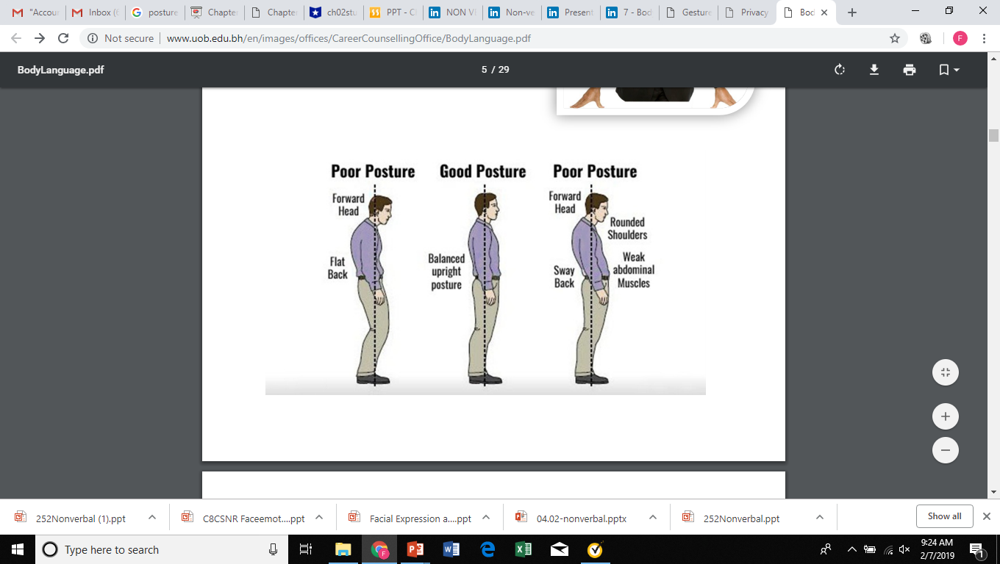 "Accou
Inbox (6
posture
Chapter
Chapter
ch02stu
PPT - C
NON VI
Non-ve
Present
7 - Bod
Gesture
Privacy
Bod
Not secure | www.uob.edu.bh/en/images/offices/CareerCounsellingOffice/BodyLanguage.pdf
F
BodyLanguage.pdf
5 / 29
Poor Posture
Good Posture
Poor Posture
Forward
Head
Flat
Back
Balanced
upright
posture
Forward
Head
Rounded
Shoulders
Sway
Back
Weak
abdominal
Muscles
252Nonverbal (1).ppt
C8CSNR Faceemot....ppt
Facial Expression a....ppt
04.02-nonverbal.pptx
252Nonverbal.ppt
Show all
Type here to search
9:24 AM
2/7/2019
1